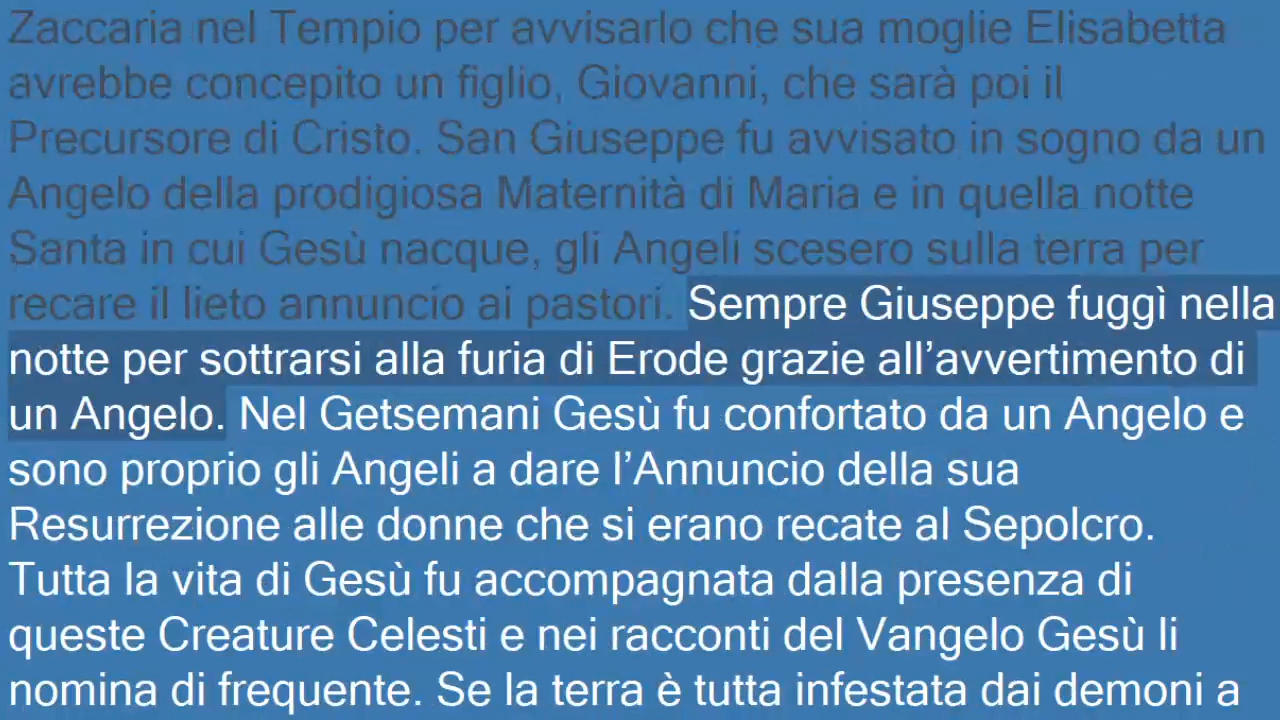 Zaccaria nel Tempio per avvisarlo che sua moglie Elisabetta
avrebbe concepito un figlio, Giovanni, che sarà poi il
Precursore di Cristo. San Giuseppe fu avvisato in sogno da un
Angelo della prodigiosa Maternità di Maria e in quella notte
Santa in cui Gesù nacque, gli Angeli scesero sulla terra per
recare il lieto annuncio ai pastori. Sempre Giuseppe fuggì nella
notte per sottrarsi alla furia di Erode grazie all’avvertimento di
un Angelo. Nel Getsemani Gesù fu confortato da un Angelo e
sono proprio gli Angeli a dare l’Annuncio della sua
Resurrezione alle donne che si erano recate al Sepolcro.
Tutta la vita di Gesù fu accompagnata dalla presenza di
queste Creature Celesti e nei racconti del Vangelo Gesù li
nomina di frequente. Se la terra è tutta infestata dai demoni a